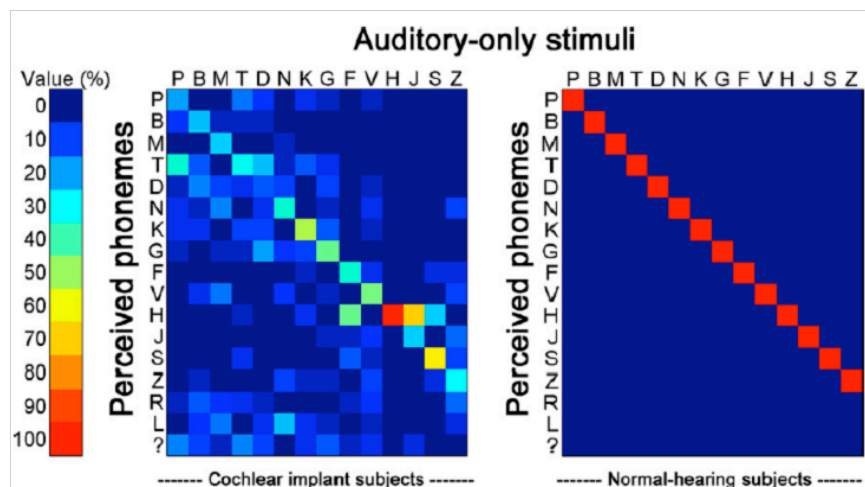 Auditory-only stimuli
Value (%)
0
10
20
30
40
50
60
70
80
90
100
Perceived phonemes
P B M T D N K G F V H J S Z
P
B
M
T
D
N
K
G
F
V
H
J
S
Z
R
L
?
------- Cochlear implant subjects -------
Perceived phonemes
P B M T D N K G F V H J S Z
P
B
M
T
D
N
K
G
F
V
H
J
S
Z
R
L
?
------- Normal-hearing subjects -------